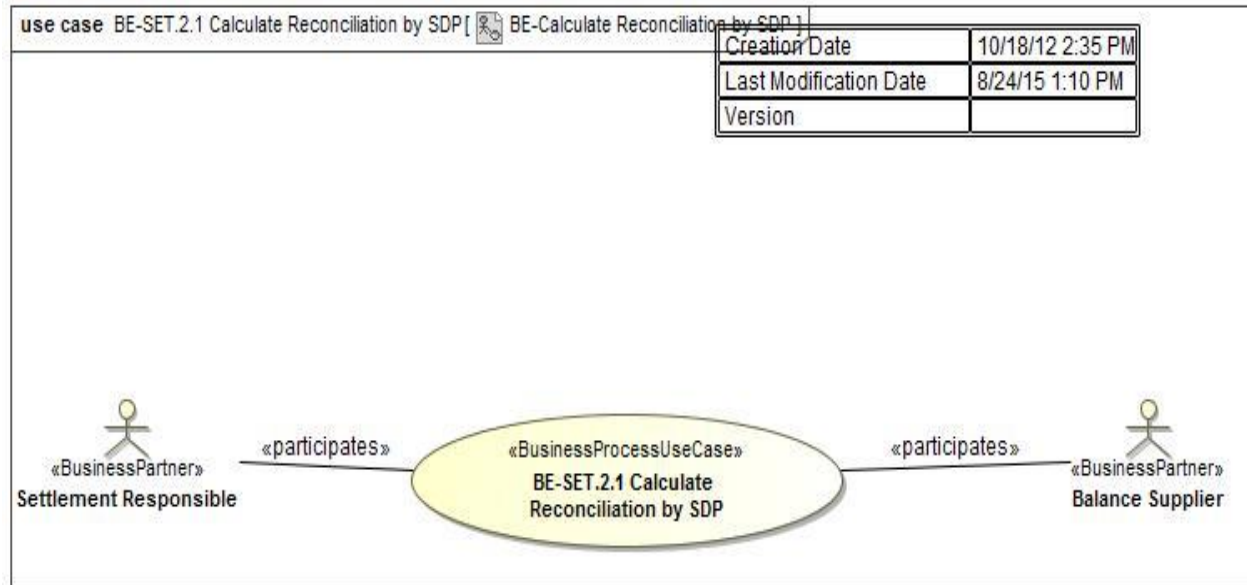 use case BE-SET.2.1 Calculate Reconciliation by SDP[ BE-Calculate Reconciliation by SDP ]
Creation Date 10/18/12 2:35 PM
Last Modification Date 8/24/15 1:10 PM
Version
«BusinessPartner»
Settlement Responsible
«participates»
«BusinessProcessUseCase»
BE-SET.2.1 Calculate
Reconciliation by SDP
«participates»
«BusinessPartner»
Balance Supplier